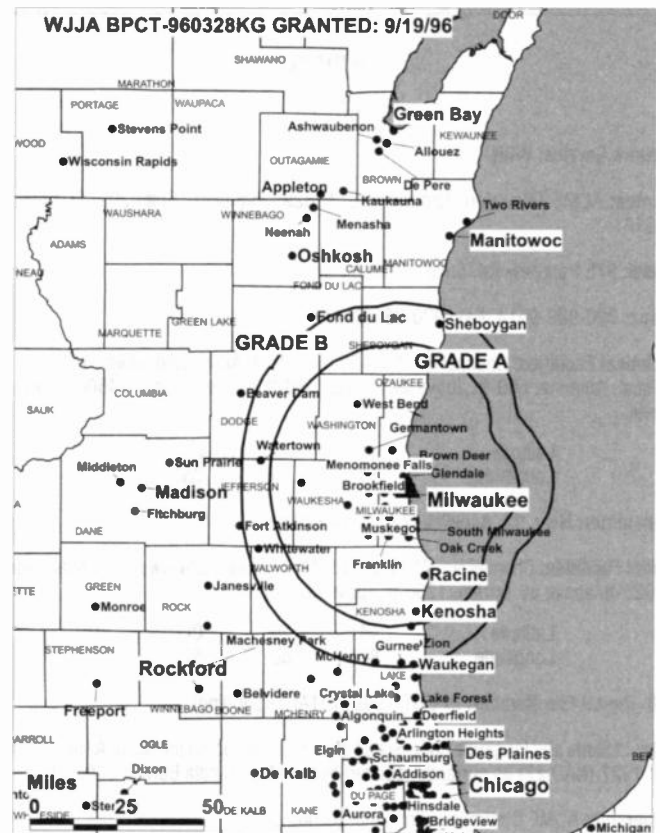 WJJA BPCT-960328KG GRANTED: 9/19/96
DOOR
SHAWANO
MARATHON
PORTAGE
WAUPACA
Stevens Point
Green Bay
Ashwaubenon
KEWAUNEE
WOOD
Allouez
Wisconsin Rapids
OUTAGAMIE
BROWN
De Pere
Appleton
Kaukauna
WAUSHARA
WINNEBAGO
Menasha
Two Rivers
Neenah
Manitowoc
ADAMS
Oshkosh
MANITOWOC
CALUMET
NEAU
FOND DU LAC
Fond du Lac
Sheboygan
GREEN LAKE
MARQUETTE
GRADE B
SHEBOYGAN
GRADE A
OZAUKEE
COLUMBIA
Beaver Dam
West Bend
SAUK
DODGE
WASHINGTON
Germantown
Watertown
Brown Deer
Middleton
Sun Prairie
Menomonee Falls
Glendale
Madison
JEFFERSON
Brookfield
Milwaukee
WAUKESHA
Fitchburg
MILWAUKEE
DANE
Fort Atkinson
Muskego
South Milwaukee
Oak Creek
Whitewater
Franklin
WALWORTH
Racine
GREEN
Janesville
ETTE
Monroe
ROCK
KENOSHA
Kenosha
Machesney Park
STEPHENSON
Gurnee
Zion
McHenry
Waukegan
Rockford
LAKE
Belvidere
Crystal Lake
Lake Forest
Freeport
WINNEBAGO
BOONE
MCHENRY
Algonquin
Deerfield
ARROLL
OGLE
Arlington Heights
Elgin
Schaumburg
Des Plaines
BER
Miles
Dixon
De Kalb
Addison
DU PAGE
Chicago
Ster
0 25 50
ESIDE
DE KALB
KANE
Hinsdale
Aurora
Bridgeview
Michigan